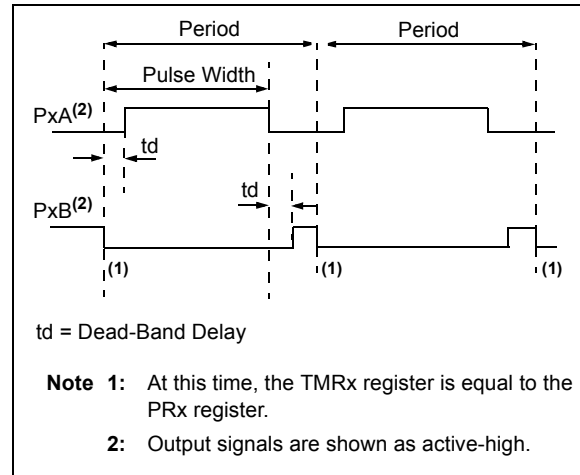 Period Period
Pulse Width
PxA(2)
td
td
PxB(2)
(1) (1) (1)
td = Dead-Band Delay
Note 1: At this time, the TMRx register is equal to the
PRx register.
2: Output signals are shown as active-high.